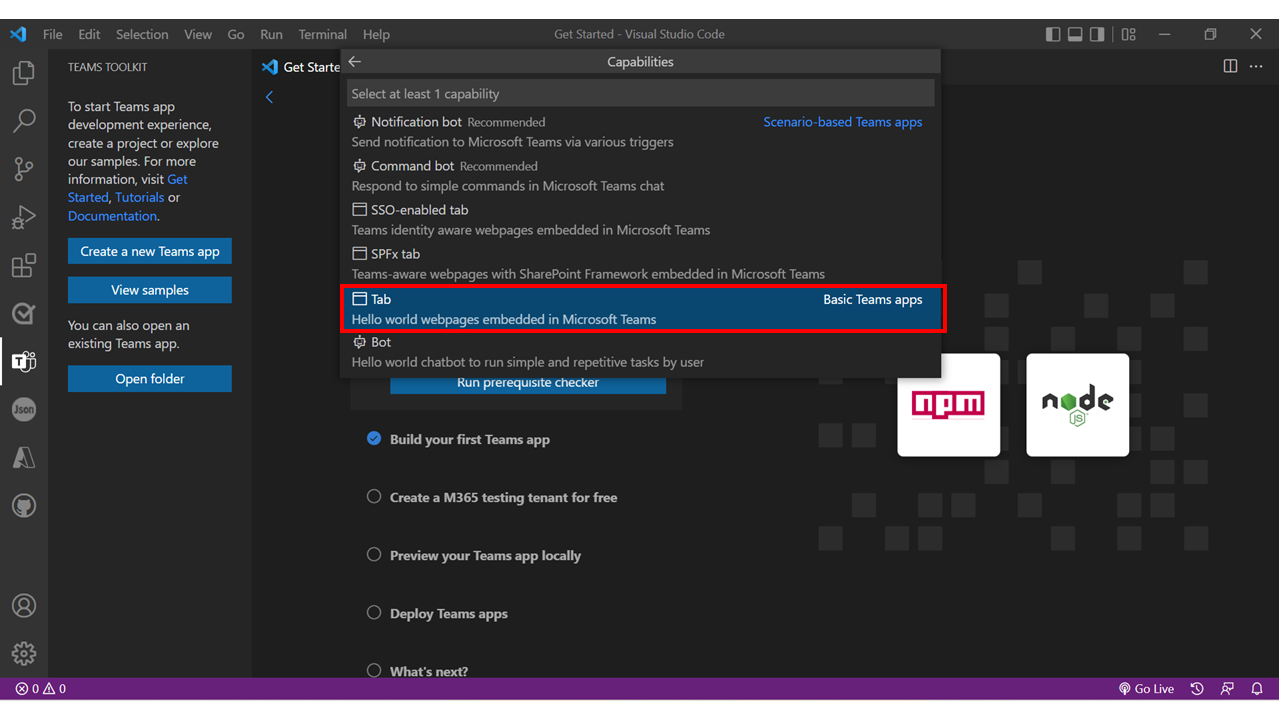 File Edit Selection View Go Run Terminal Help
Get Started - Visual Studio Code
TEAMS TOOLKIT
To start Teams app
development experience,
create a project or explore
our samples. For more
information, visit Get
Started, Tutorials or
Documentation.
Create a new Teams app
View samples
You can also open an
existing Teams app.
Open folder
Get Starte
Capabilities
Select at least 1 capability
Notification bot Recommended Scenario-based Teams apps
Send notification to Microsoft Teams via various triggers
Command bot Recommended
Respond to simple commands in Microsoft Teams chat
SSO-enabled tab
Teams identity aware webpages embedded in Microsoft Teams
SPFx tab
Teams-aware webpages with SharePoint Framework embedded in Microsoft Teams
Tab Basic Teams apps
Hello world webpages embedded in Microsoft Teams
Bot
Hello world chatbot to run simple and repetitive tasks by user
Run prerequisite checker
Build your first Teams app
Create a M365 testing tenant for free
Preview your Teams app locally
Deploy Teams apps
What's next?
npm
node
JS
T
Json
0 0
Go Live